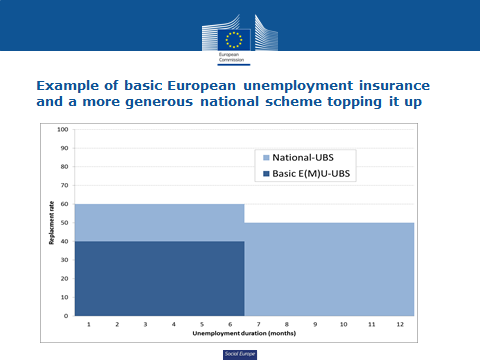 European
Commission
Example of basic European unemployment insurance
and a more generous national scheme topping it up
100
90
80
70
60
50
40
30
20
10
0
Replacment rate
National-UBS
Basic E(M)U-UBS
1 2 3 4 5 6 7 8 9 10 11 12
Unemployment duration (months)
Social Europe